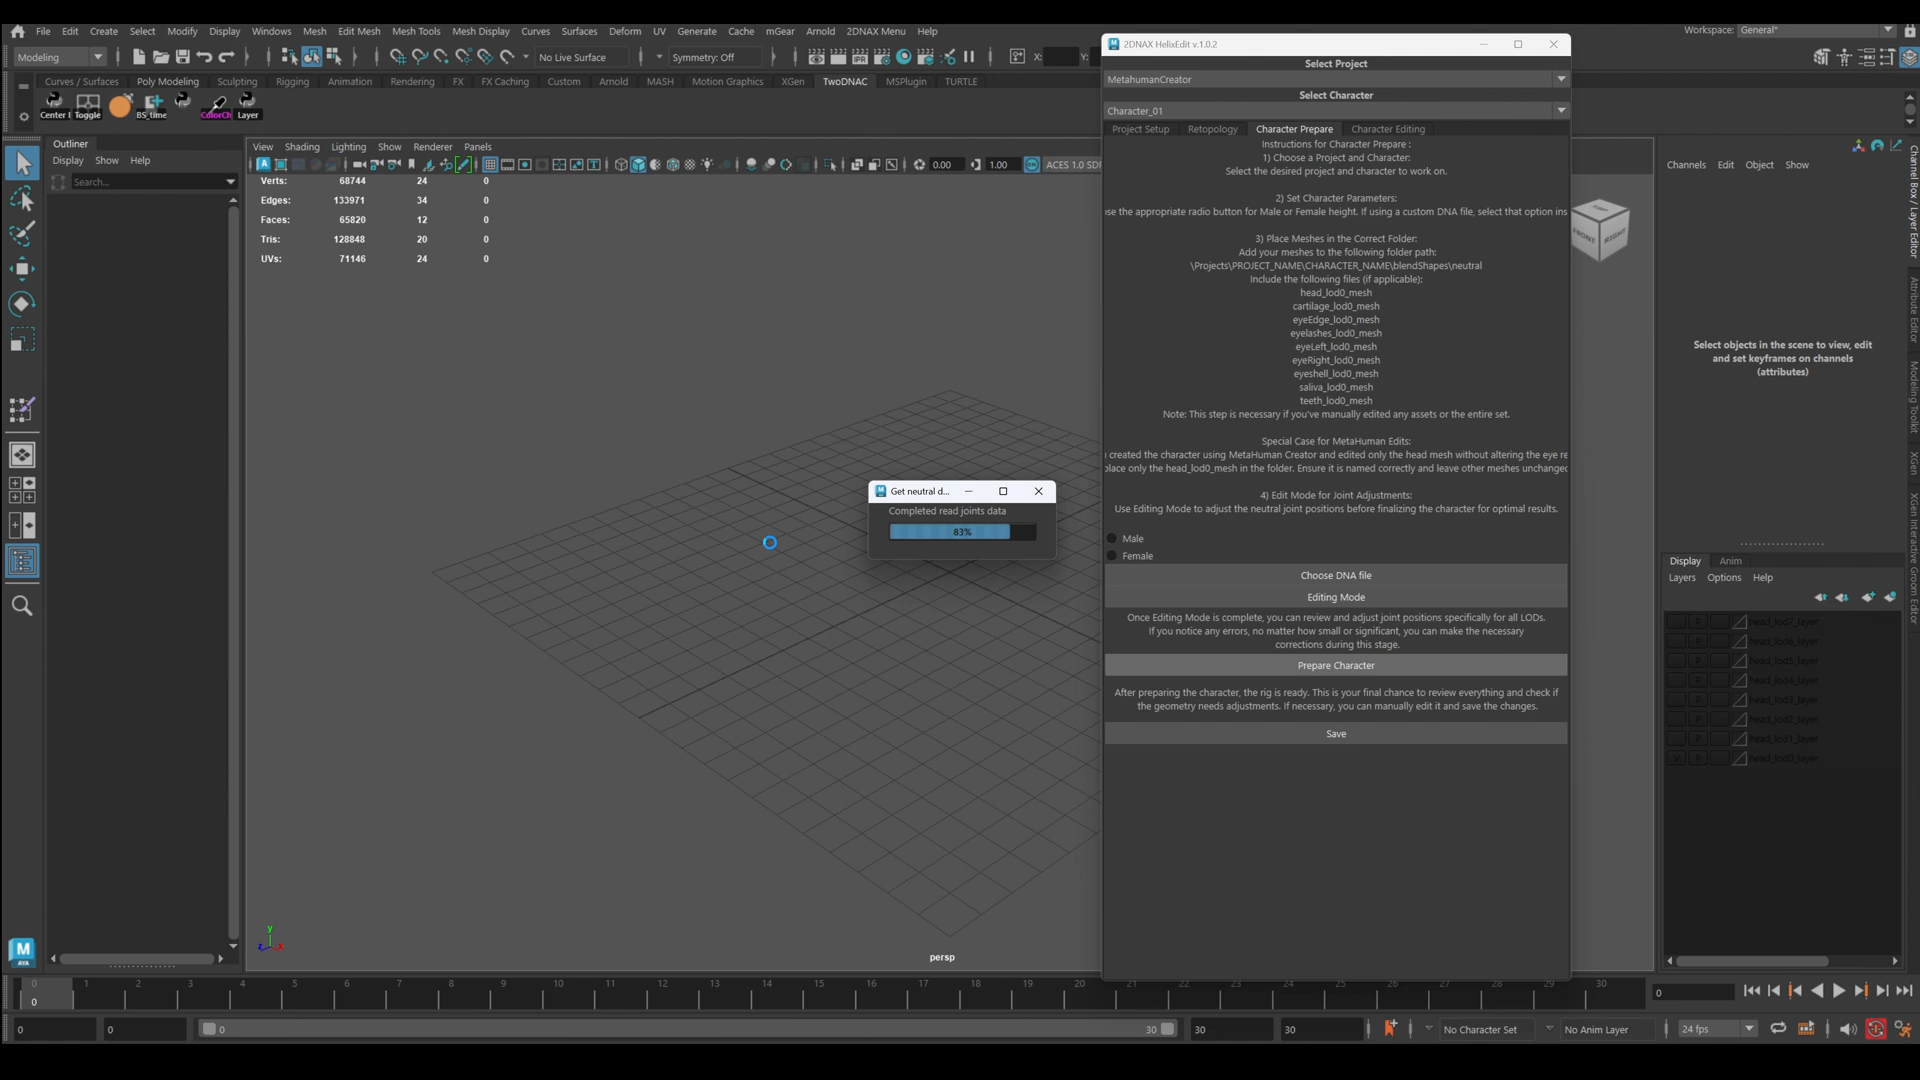 File Edit Create Select Modify Display Windows Mesh Edit Mesh Mesh Tools Mesh Display Curves Surfaces Deform UV Generate Cache mGear Arnold 2DNAX Menu Help
Workspace: General*
Modeling
No Live Surface
Symmetry: Off
X:
Y:
Curves / Surfaces Poly Modeling Sculpting Rigging Animation Rendering FX FX Caching Custom Arnold MASH Motion Graphics XGen TwoDNAC MSPlugin TURTLE
Center I Toggle BS_time ColorCh Layer
Outliner
Display Show Help
Search...
View Shading Lighting Show Renderer Panels
0.00 1.00 ACES 1.0 SDI
Verts: 68744 24 0
Edges: 133971 34 0
Faces: 65820 12 0
Tris: 128848 20 0
UVs: 71146 24 0
Get neutral d...
Completed read joints data
83%
persp
y
z
x
2DNAX HelixEdit v.1.0.2
Select Project
MetahumanCreator
Select Character
Character_01
Project Setup Retopology Character Prepare Character Editing
Instructions for Character Prepare :
1) Choose a Project and Character:
Select the desired project and character to work on.
2) Set Character Parameters:
se the appropriate radio button for Male or Female height. If using a custom DNA file, select that option ins
3) Place Meshes in the Correct Folder:
Add your meshes to the following folder path:
\Projects\PROJECT_NAME\CHARACTER_NAME\blendShapes\neutral
Include the following files (if applicable):
head_lod0_mesh
cartilage_lod0_mesh
eyeEdge_lod0_mesh
eyelashes_lod0_mesh
eyeLeft_lod0_mesh
eyeRight_lod0_mesh
eyeshell_lod0_mesh
saliva_lod0_mesh
teeth_lod0_mesh
Note: This step is necessary if you've manually edited any assets or the entire set.
Special Case for MetaHuman Edits:
created the character using MetaHuman Creator and edited only the head mesh without altering the eye re
place only the head_lod0_mesh in the folder. Ensure it is named correctly and leave other meshes unchanged
4) Edit Mode for Joint Adjustments:
Use Editing Mode to adjust the neutral joint positions before finalizing the character for optimal results.
Male
Female
Choose DNA file
Editing Mode
Once Editing Mode is complete, you can review and adjust joint positions specifically for all LODs.
If you notice any errors, no matter how small or significant, you can make the necessary
corrections during this stage.
Prepare Character
After preparing the character, the rig is ready. This is your final chance to review everything and check if
the geometry needs adjustments. If necessary, you can manually edit it and save the changes.
Save
TOP
FRONT
RIGHT
Channels Edit Object Show
Select objects in the scene to view, edit
and set keyframes on channels
(attributes)
Channel Box / Layer Editor
Attribute Editor
Modeling Toolkit
XGen
XGen Interactive Groom Editor
Display Anim
Layers Options Help
P head_lod7_layer
P head_lod6_layer
P head_lod5_layer
P head_lod4_layer
P head_lod3_layer
P head_lod2_layer
P head_lod1_layer
V P head_lod0_layer
M
AYA
0 1 2 3 4 5 6 7 8 9 10 11 12 13 14 15 16 17 18 19 20 21 22 23 24 25 26 27 28 29 30
0
0
0 0 0 30 30 30
No Character Set
No Anim Layer
24 fps